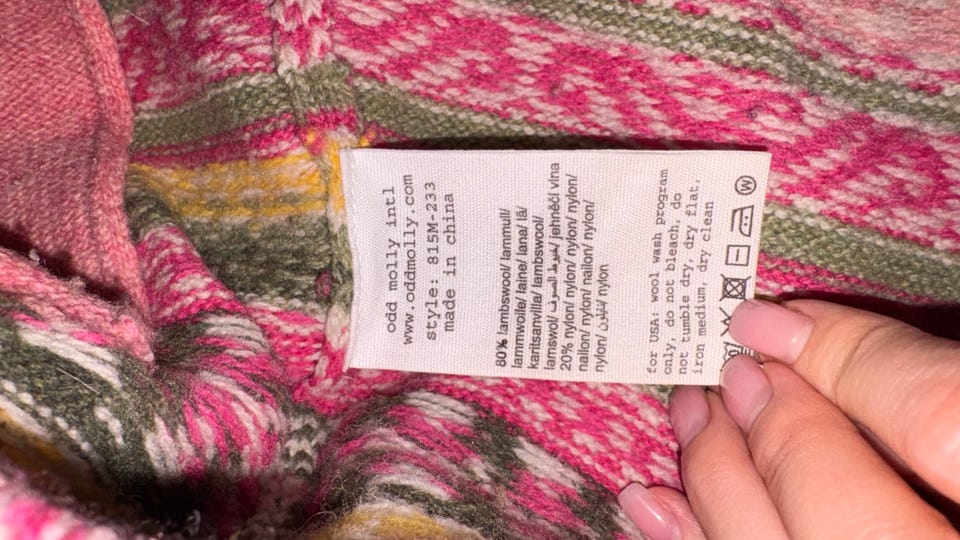 odd molly intl
www.oddmolly.com
style: 815M-233
made in china
80% lambswool/ lammull/
lammwolle/ laine/ lana/ lã/
karitsanvilla/ lambswool/
lamswol/ صوف الخروف/ jehněčí vlna
20% nylon/ nylon/ nylon/ nylon/
nailon/ nylon/ nailon/ nylon/
nylon/ نايلون/ nylon
for USA: wool wash program
only, do not bleach, do
not tumble dry, dry flat,
iron medium, dry clean
W